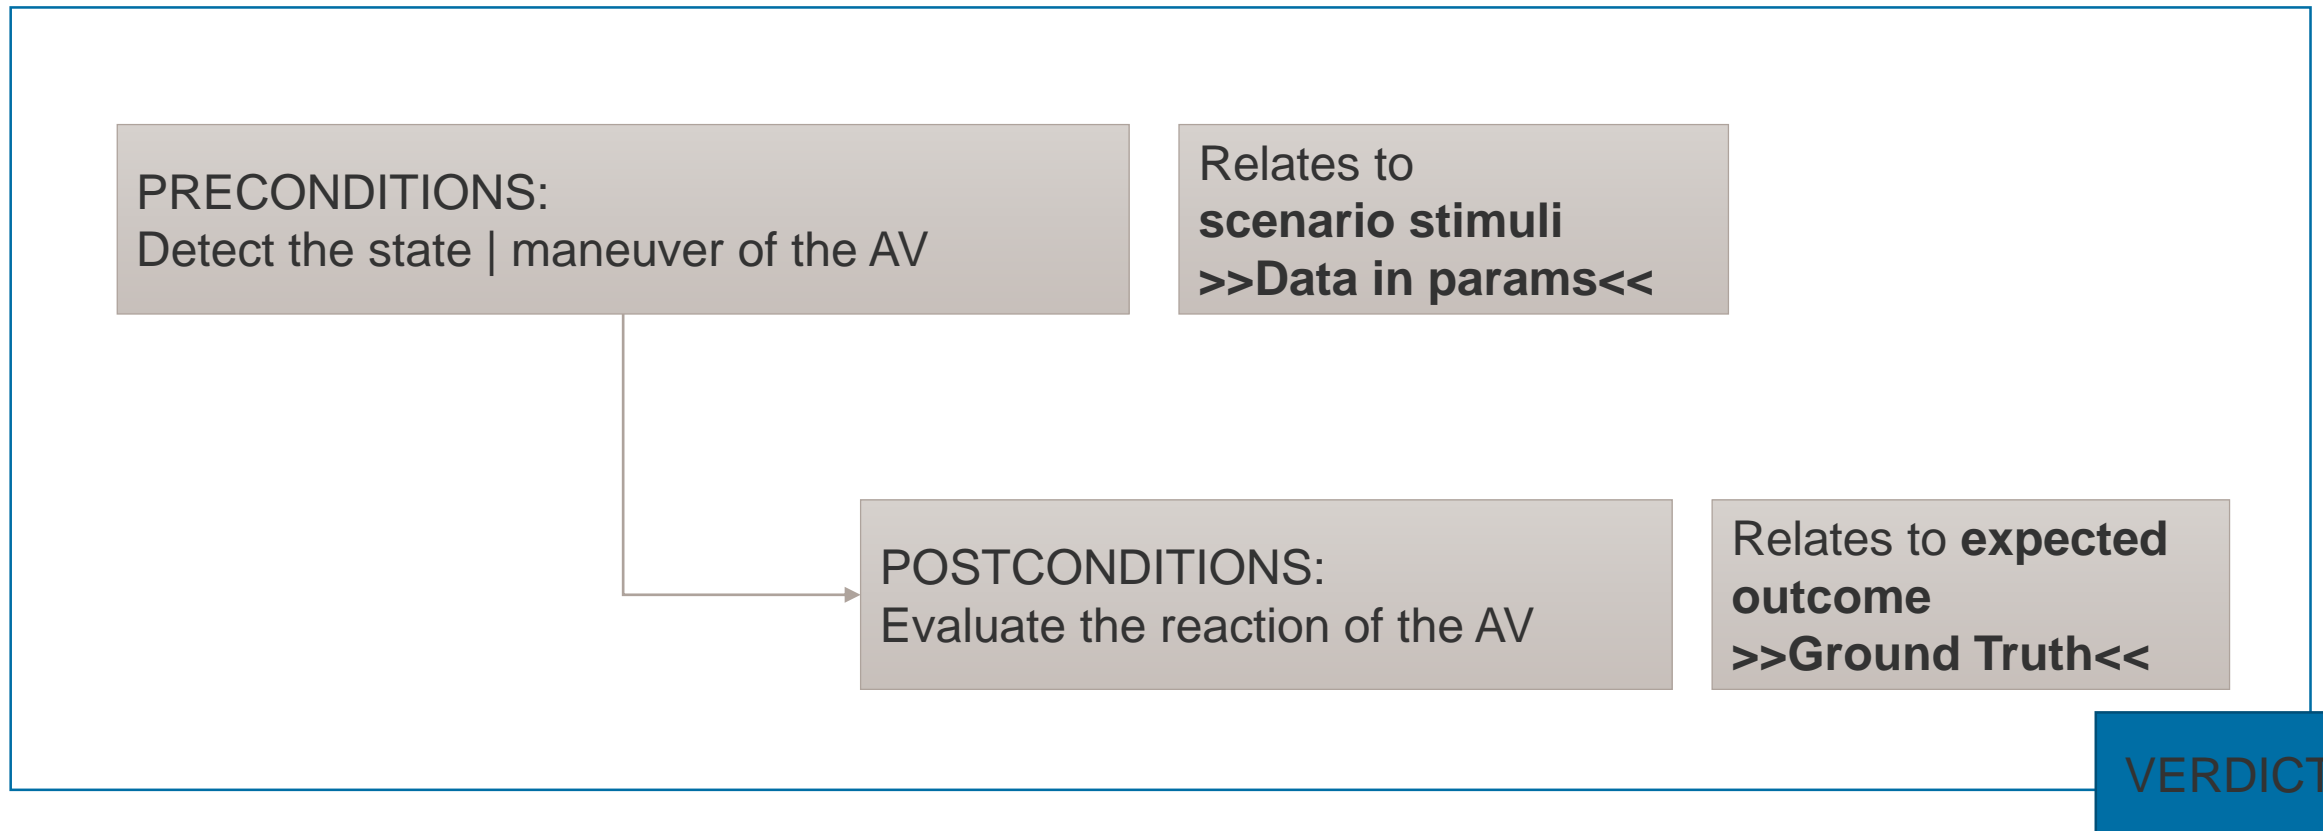 PRECONDITIONS:
Detect the state | maneuver of the AV
Relates to
scenario stimuli
>>Data in params<<
POSTCONDITIONS:
Evaluate the reaction of the AV
Relates to expected
outcome
>>Ground Truth<<
VERDICT